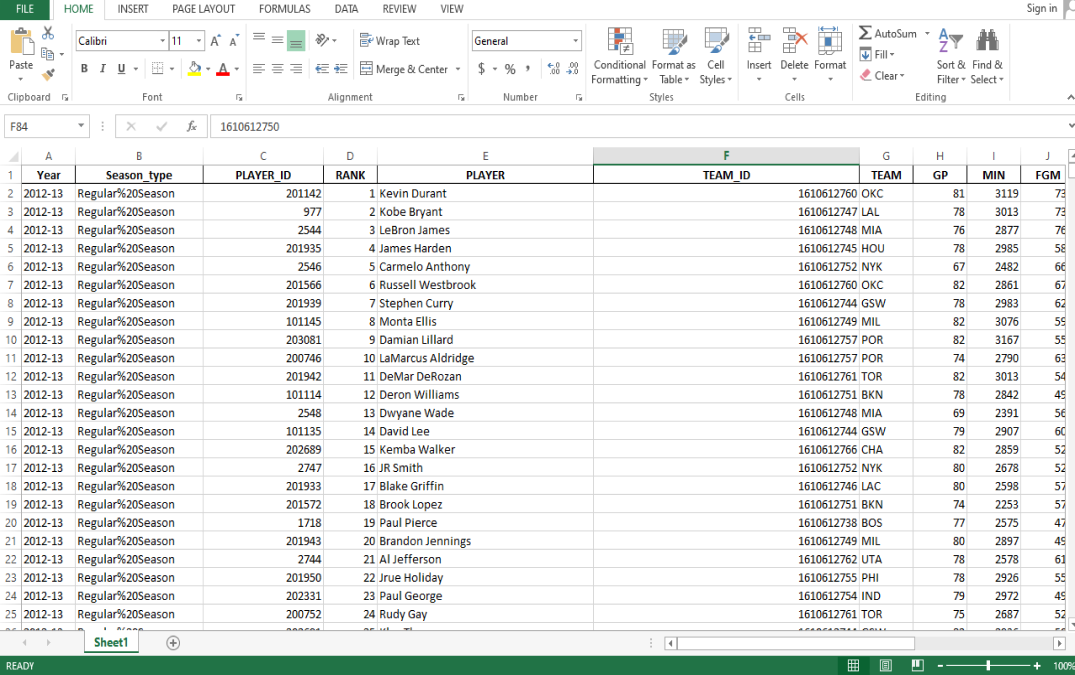 FILE HOME INSERT PAGE LAYOUT FORMULAS DATA REVIEW VIEW Sign in
Paste
Calibri 11 A A
B I U A
Wrap Text
Merge & Center
General
$ % ,
Conditional Formatting
Format as Table
Cell Styles
Insert Delete Format
AutoSum
Fill
Clear
Sort & Filter
Find & Select
Clipboard Font Alignment Number Styles Cells Editing
F84 fx 1610612750
A B C D E F G H I J
1 Year Season_type PLAYER_ID RANK PLAYER TEAM_ID TEAM GP MIN FGM
2 2012-13 Regular%20Season 201142 1 Kevin Durant 1610612760 OKC 81 3119 73
3 2012-13 Regular%20Season 977 2 Kobe Bryant 1610612747 LAL 78 3013 73
4 2012-13 Regular%20Season 2544 3 LeBron James 1610612748 MIA 76 2877 76
5 2012-13 Regular%20Season 201935 4 James Harden 1610612745 HOU 78 2985 58
6 2012-13 Regular%20Season 2546 5 Carmelo Anthony 1610612752 NYK 67 2482 66
7 2012-13 Regular%20Season 201566 6 Russell Westbrook 1610612760 OKC 82 2861 67
8 2012-13 Regular%20Season 201939 7 Stephen Curry 1610612744 GSW 78 2983 62
9 2012-13 Regular%20Season 101145 8 Monta Ellis 1610612749 MIL 82 3076 59
10 2012-13 Regular%20Season 203081 9 Damian Lillard 1610612757 POR 82 3167 55
11 2012-13 Regular%20Season 200746 10 LaMarcus Aldridge 1610612757 POR 74 2790 63
12 2012-13 Regular%20Season 201942 11 DeMar DeRozan 1610612761 TOR 82 3013 54
13 2012-13 Regular%20Season 101114 12 Deron Williams 1610612751 BKN 78 2842 49
14 2012-13 Regular%20Season 2548 13 Dwyane Wade 1610612748 MIA 69 2391 56
15 2012-13 Regular%20Season 101135 14 David Lee 1610612744 GSW 79 2907 60
16 2012-13 Regular%20Season 202689 15 Kemba Walker 1610612766 CHA 82 2859 52
17 2012-13 Regular%20Season 2747 16 JR Smith 1610612752 NYK 80 2678 52
18 2012-13 Regular%20Season 201933 17 Blake Griffin 1610612746 LAC 80 2598 57
19 2012-13 Regular%20Season 201572 18 Brook Lopez 1610612751 BKN 74 2253 57
20 2012-13 Regular%20Season 1718 19 Paul Pierce 1610612738 BOS 77 2575 47
21 2012-13 Regular%20Season 201943 20 Brandon Jennings 1610612749 MIL 80 2897 49
22 2012-13 Regular%20Season 2744 21 Al Jefferson 1610612762 UTA 78 2578 61
23 2012-13 Regular%20Season 201950 22 Jrue Holiday 1610612755 PHI 78 2926 55
24 2012-13 Regular%20Season 202331 23 Paul George 1610612754 IND 79 2972 49
25 2012-13 Regular%20Season 200752 24 Rudy Gay 1610612761 TOR 75 2687 52
Sheet1
READY 100%